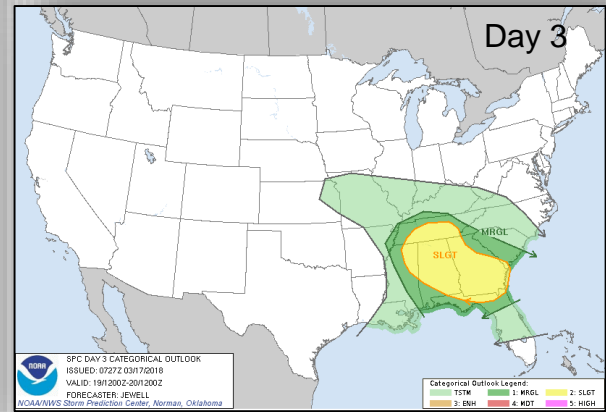 Day 3
MRGL
SLGT
NOAA
SPC DAY 3 CATEGORICAL OUTLOOK
ISSUED: 0727Z 03/17/2018
VALID: 19/1200Z-20/1200Z
FORECASTER: JEWELL
NOAA/NWS Storm Prediction Center, Norman, Oklahoma
Categorical Outlook Legend:
TSTM 1: MRGL 2: SLGT
3: ENH 4: MDT 5: HIGH